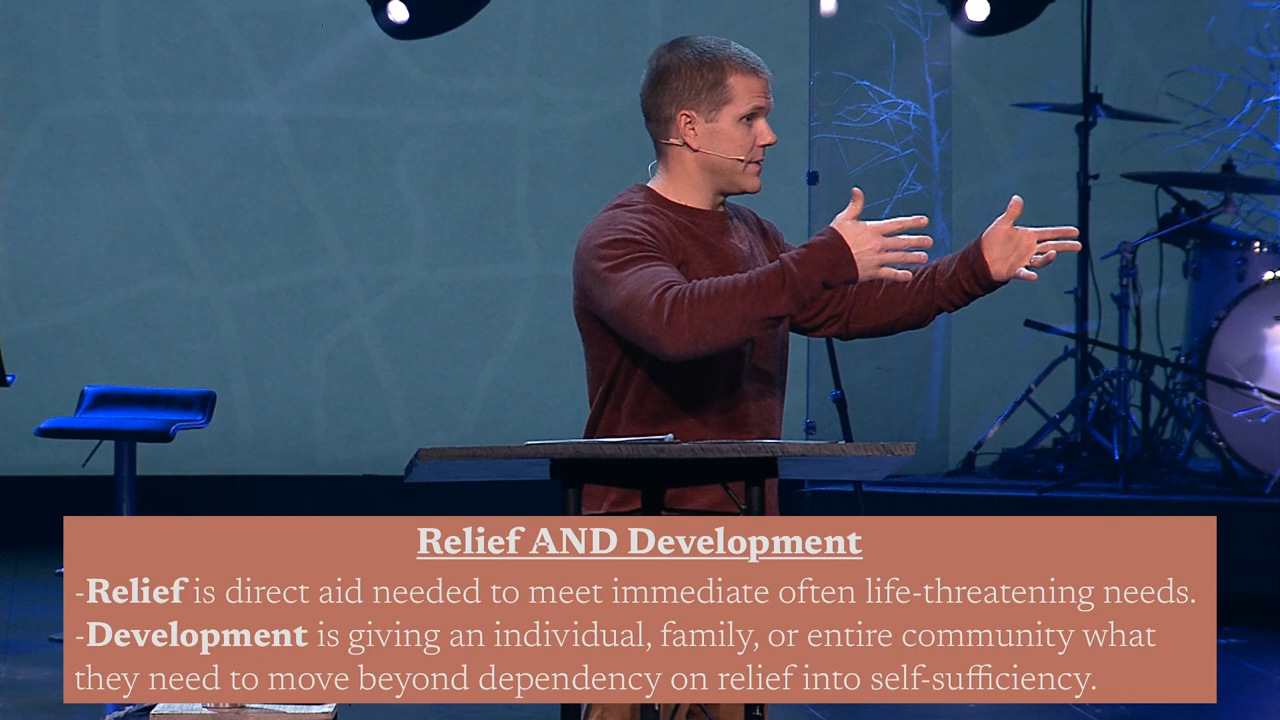 Relief AND Development
-Relief is direct aid needed to meet immediate often life-threatening needs.
-Development is giving an individual, family, or entire community what
they need to move beyond dependency on relief into self-sufficiency.